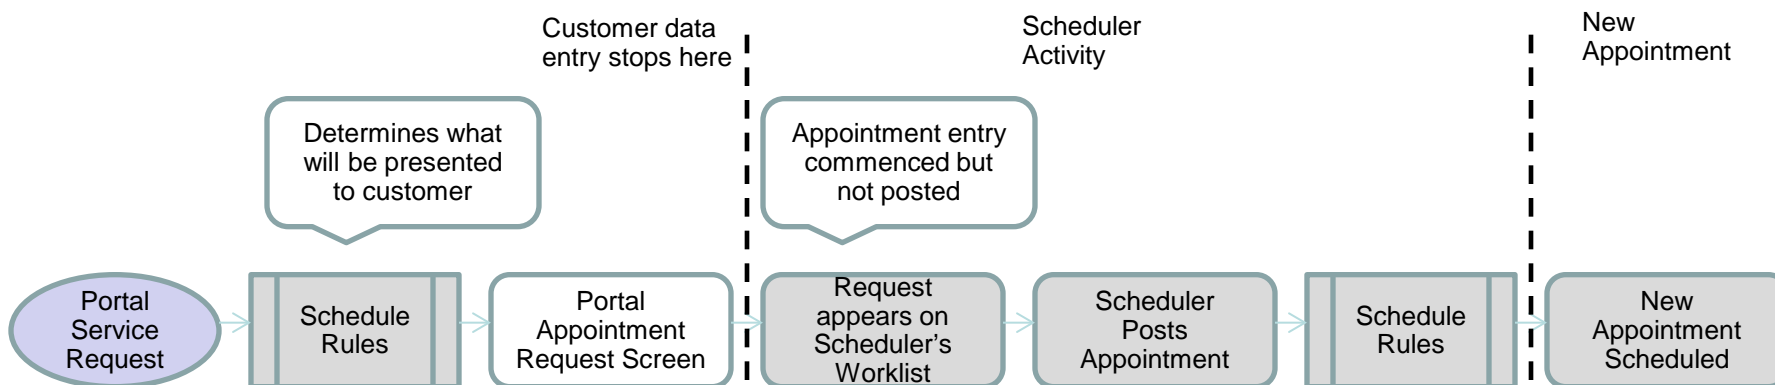 Customer data
entry stops here
Scheduler
Activity
New
Appointment
Determines what
will be presented
to customer
Appointment entry
commenced but
not posted
Portal
Service
Request
Schedule
Rules
Portal
Appointment
Request Screen
Request
appears on
Scheduler’s
Worklist
Scheduler
Posts
Appointment
Schedule
Rules
New
Appointment
Scheduled